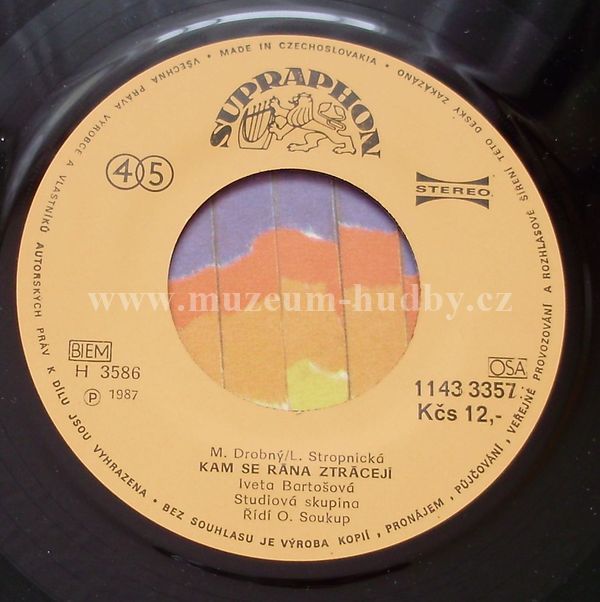 VŠECHNA PRÁVA VÝROBCE A VLASTNÍKŮ AUTORSKÝCH PRÁV K DÍLU JSOU VYHRAZENA • BEZ SOUHLASU JE VÝROBA KOPIÍ, PRONÁJEM, PŮJČOVÁNÍ, VEŘEJNÉ PROVOZOVÁNÍ A ROZHLASOVÉ ŠÍŘENÍ TÉTO DESKY ZAKÁZÁNO • MADE IN CZECHOSLOVAKIA •
SUPRAPHON
45
STEREO
www.muzeum-hudby.cz
BIEM
OSA
H 3586
1143 3357
Ⓟ 1987
Kčs 12,-
M. Drobný/L. Stropnická
KAM SE RÁNA ZTRÁCEJÍ
Iveta Bartošová
Studiová skupina
Řídí O. Soukup